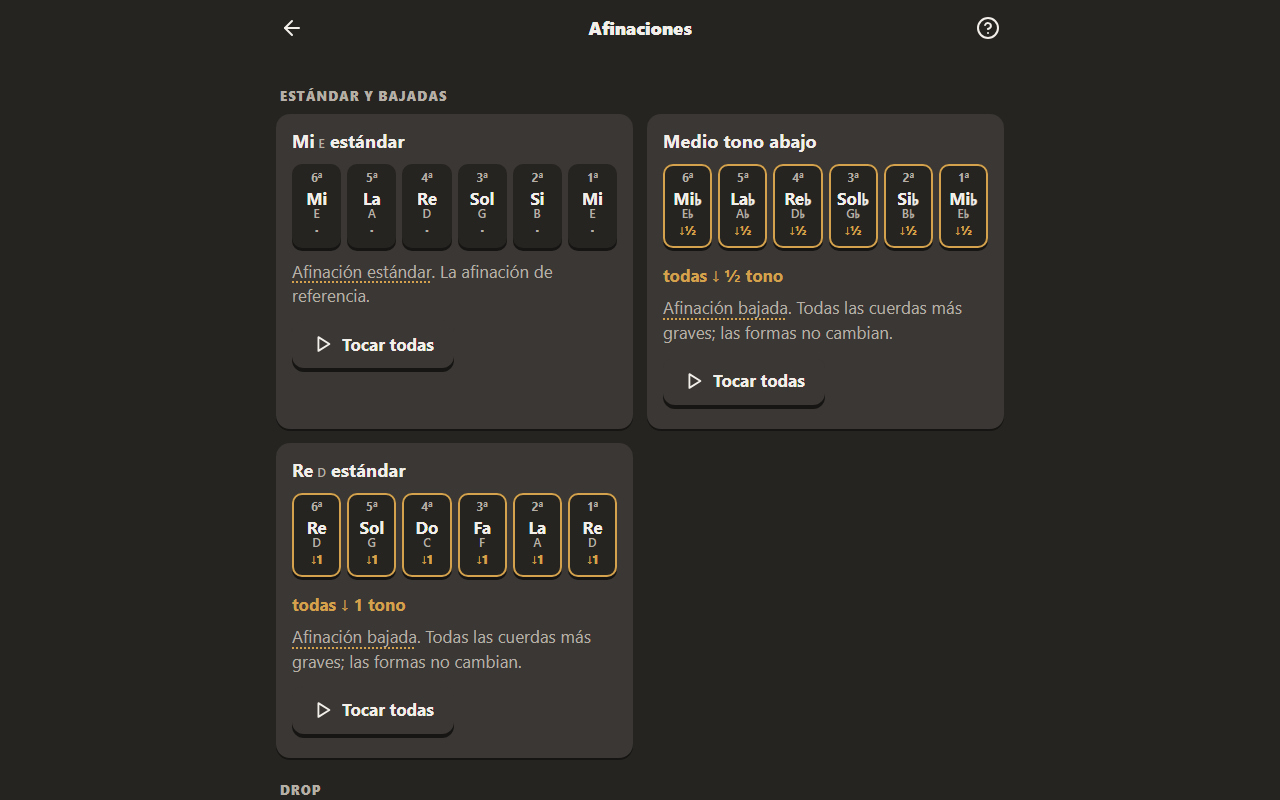 Afinaciones
ESTÁNDAR Y BAJADAS
Mi E estándar
6ª 5ª 4ª 3ª 2ª 1ª
Mi La Re Sol Si Mi
E A D G B E
· · · · · ·
Afinación estándar. La afinación de
referencia.
Tocar todas
Medio tono abajo
6ª 5ª 4ª 3ª 2ª 1ª
Mi♭ La♭ Re♭ Sol♭ Si♭ Mi♭
E♭ A♭ D♭ G♭ B♭ E♭
↓½ ↓½ ↓½ ↓½ ↓½ ↓½
todas ↓ ½ tono
Afinación bajada. Todas las cuerdas más
graves; las formas no cambian.
Tocar todas
Re D estándar
6ª 5ª 4ª 3ª 2ª 1ª
Re Sol Do Fa La Re
D G C F A D
↓1 ↓1 ↓1 ↓1 ↓1 ↓1
todas ↓ 1 tono
Afinación bajada. Todas las cuerdas más
graves; las formas no cambian.
Tocar todas
DROP